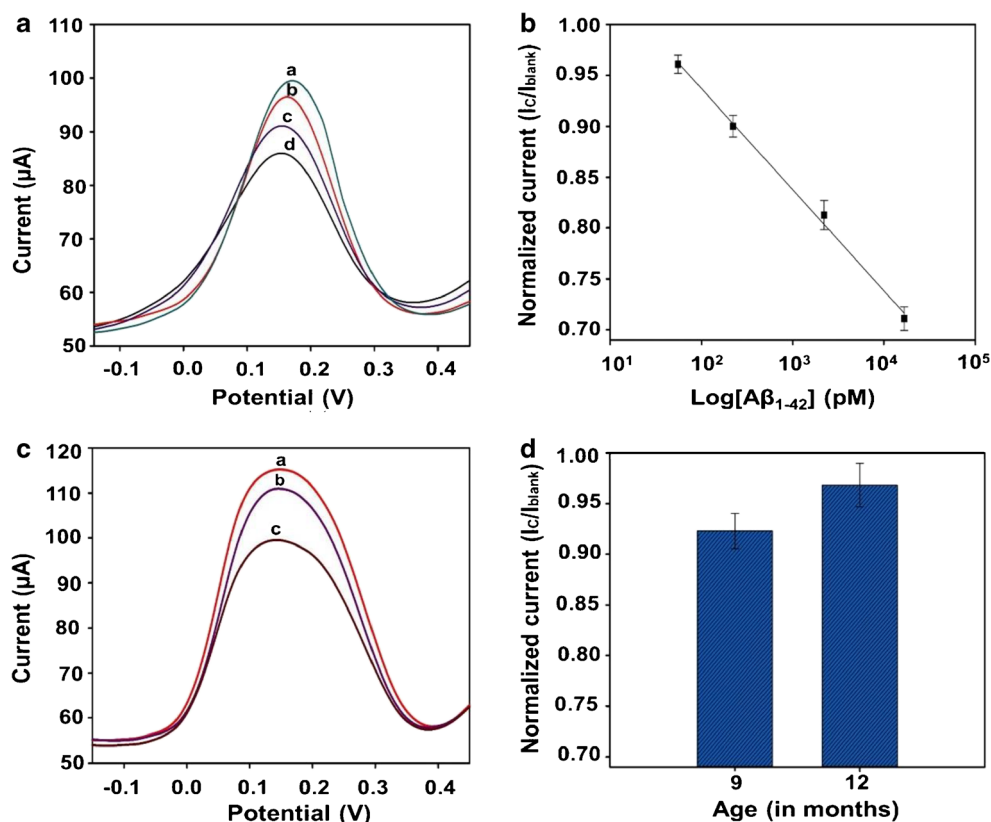 a
110
100
90
80
70
60
50
Current (µA)
a
b
c
d
-0.1 0.0 0.1 0.2 0.3 0.4
Potential (V)
b
1.00
0.95
0.90
0.85
0.80
0.75
0.70
Normalized current (Ic/Iblank)
10¹ 10² 10³ 10⁴ 10⁵
Log[Aβ₁₋₄₂] (pM)
c
120
110
100
90
80
70
60
50
Current (µA)
a
b
c
-0.1 0.0 0.1 0.2 0.3 0.4
Potential (V)
d
1.00
0.95
0.90
0.85
0.80
0.75
0.70
Normalized current (Ic/Iblank)
9 12
Age (in months)